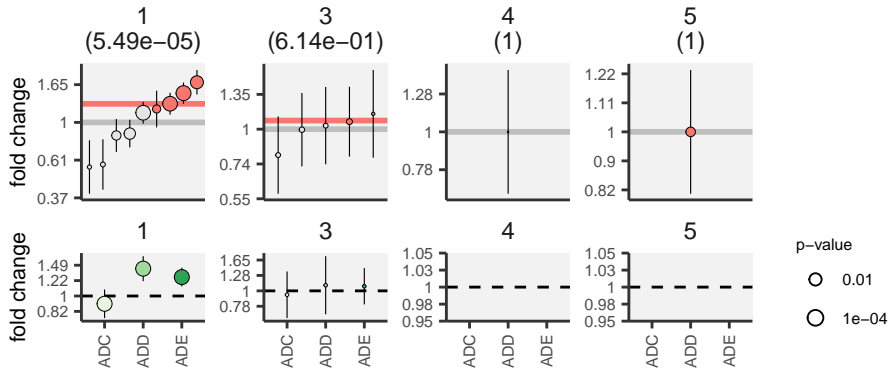 1
(5.49e−05)
3
(6.14e−01)
4
(1)
5
(1)
fold change
1.65
1
0.61
0.37
1.35
1
0.74
0.55
1.28
1
0.78
1.22
1.11
1
0.9
0.82
1
3
4
5
fold change
1.49
1.22
1
0.82
1.65
1.28
1
0.78
1.05
1.03
1
0.98
0.95
1.05
1.03
1
0.98
0.95
ADC
ADD
ADE
ADC
ADD
ADE
ADC
ADD
ADE
ADC
ADD
ADE
p−value
0.01
1e−04